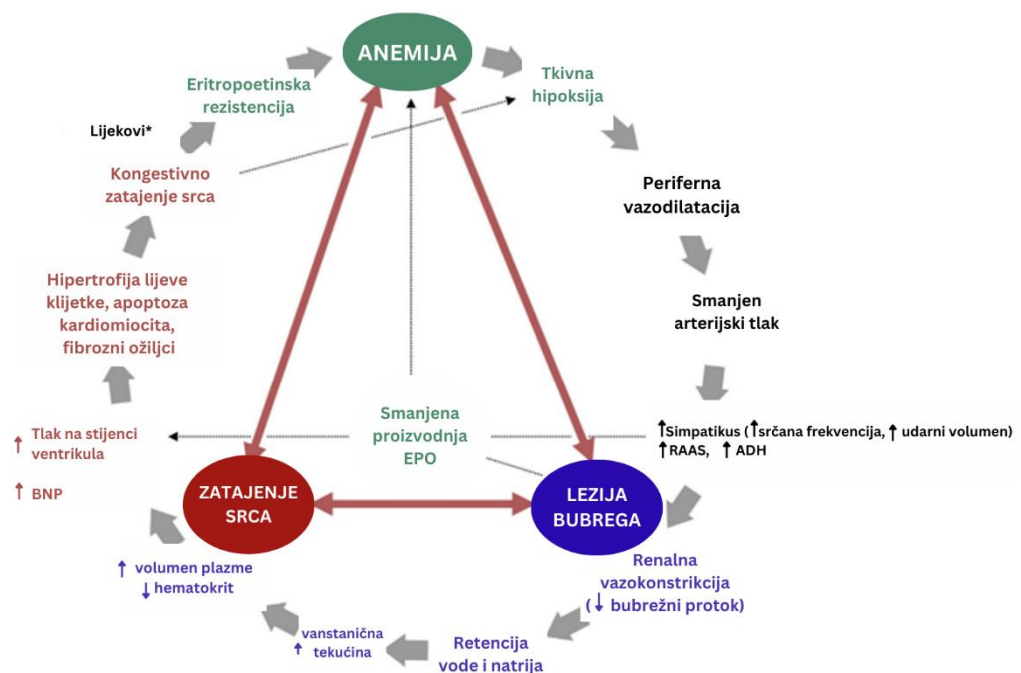 ANEMIJA
Tkivna
hipoksija
Periferna
vazodilatacija
Smanjen
arterijski tlak
↑Simpatikus (↑srčana frekvencija, ↑ udarni volumen)
↑RAAS, ↑ ADH
LEZIJA
BUBREGA
Renalna
vazokonstrikcija
(↓ bubrežni protok)
Retencija
vode i natrija
vanstanična
↑ tekućina
↑ volumen plazme
↓ hematokrit
ZATAJENJE
SRCA
↑ Tlak na stijenci
ventrikula
↑ BNP
Hipertrofija lijeve
klijetke, apoptoza
kardiomiocita,
fibrozni ožiljci
Kongestivno
zatajenje srca
Lijekovi*
Eritropoetinska
rezistencija
Smanjena
proizvodnja
EPO